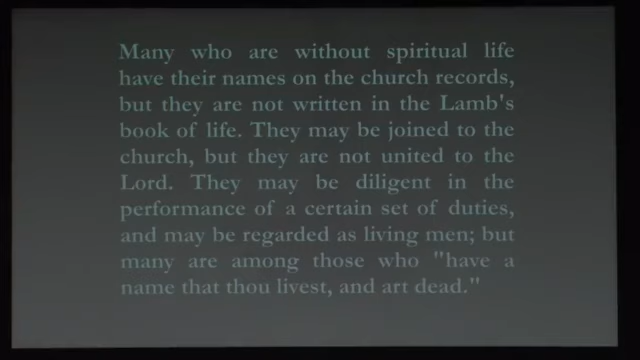 Many who are without spiritual life
have their names on the church records,
but they are not written in the Lamb's
book of life. They may be joined to the
church, but they are not united to the
Lord. They may be diligent in the
performance of a certain set of duties,
and may be regarded as living men; but
many are among those who "have a
name that thou livest, and art dead."